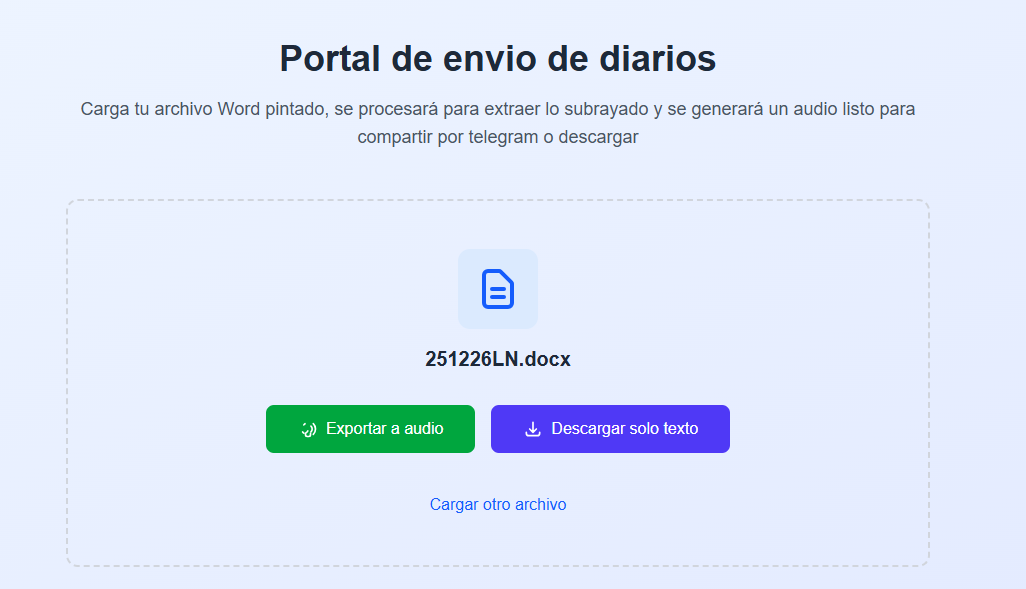 Portal de envio de diarios
Carga tu archivo Word pintado, se procesará para extraer lo subrayado y se generará un audio listo para
compartir por telegram o descargar
251226LN.docx
Exportar a audio
Descargar solo texto
Cargar otro archivo